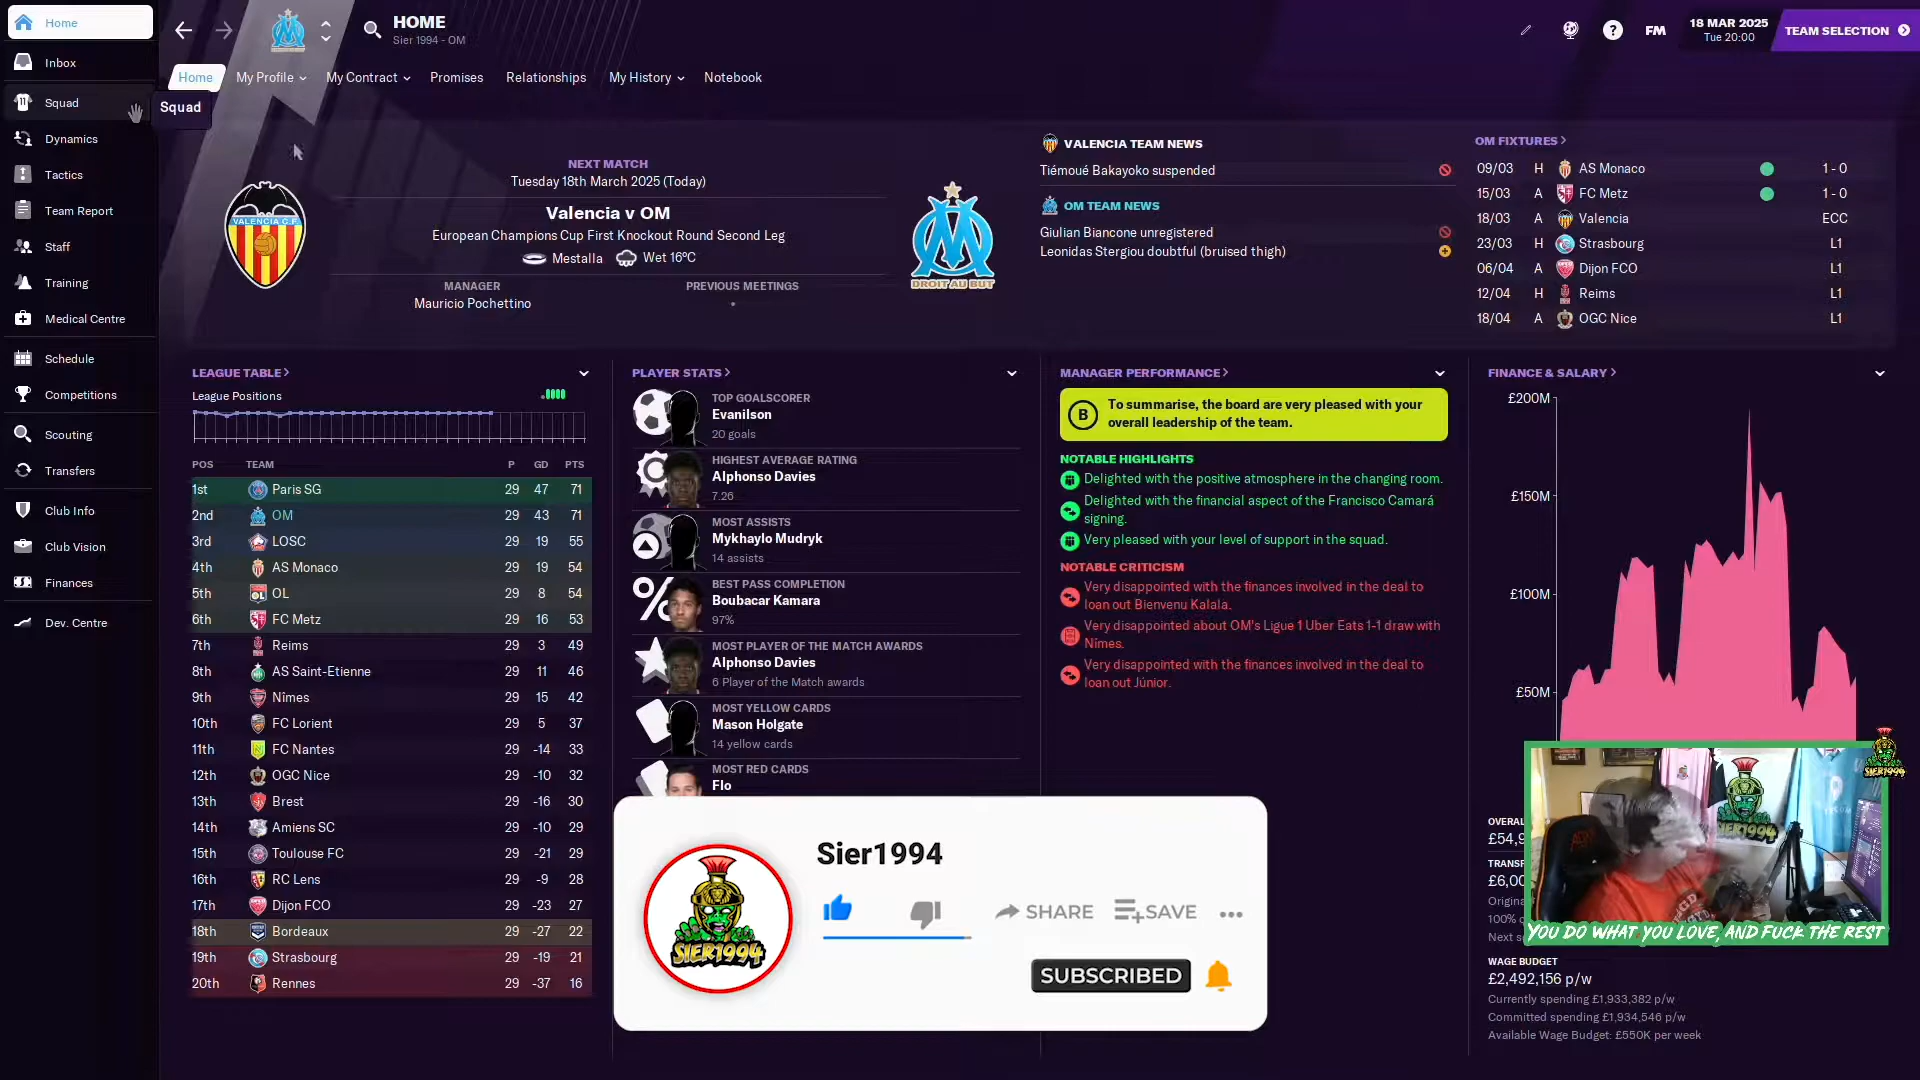 Home
Inbox
Squad
Dynamics
Tactics
Team Report
Staff
Training
Medical Centre
Schedule
Competitions
Scouting
Transfers
Club Info
Club Vision
Finances
Dev. Centre
HOME
Sier 1994 - OM
FM
18 MAR 2025
Tue 20:00
TEAM SELECTION
Home My Profile My Contract Promises Relationships My History Notebook
Squad
NEXT MATCH
Tuesday 18th March 2025 (Today)
Valencia v OM
European Champions Cup First Knockout Round Second Leg
Mestalla Wet 16ºC
MANAGER PREVIOUS MEETINGS
Mauricio Pochettino
VALENCIA C.F.
DROIT AU BUT
VALENCIA TEAM NEWS
Tiémoué Bakayoko suspended
OM TEAM NEWS
Giulian Biancone unregistered
Leonidas Stergiou doubtful (bruised thigh)
OM FIXTURES >
09/03 H AS Monaco 1 - 0
15/03 A FC Metz 1 - 0
18/03 A Valencia ECC
23/03 H Strasbourg L1
06/04 A Dijon FCO L1
12/04 H Reims L1
18/04 A OGC Nice L1
LEAGUE TABLE >
League Positions
POS TEAM P GD PTS
1st Paris SG 29 47 71
2nd OM 29 43 71
3rd LOSC 29 19 55
4th AS Monaco 29 19 54
5th OL 29 8 54
6th FC Metz 29 16 53
7th Reims 29 3 49
8th AS Saint-Etienne 29 11 46
9th Nîmes 29 15 42
10th FC Lorient 29 5 37
11th FC Nantes 29 -14 33
12th OGC Nice 29 -10 32
13th Brest 29 -16 30
14th Amiens SC 29 -10 29
15th Toulouse FC 29 -21 29
16th RC Lens 29 -9 28
17th Dijon FCO 29 -23 27
18th Bordeaux 29 -27 22
19th Strasbourg 29 -19 21
20th Rennes 29 -37 16
PLAYER STATS >
TOP GOALSCORER
Evanilson
20 goals
HIGHEST AVERAGE RATING
Alphonso Davies
7.26
MOST ASSISTS
Mykhaylo Mudryk
14 assists
BEST PASS COMPLETION
Boubacar Kamara
97%
MOST PLAYER OF THE MATCH AWARDS
Alphonso Davies
6 Player of the Match awards
MOST YELLOW CARDS
Mason Holgate
14 yellow cards
MOST RED CARDS
Flo
MANAGER PERFORMANCE >
B
To summarise, the board are very pleased with your
overall leadership of the team.
NOTABLE HIGHLIGHTS
Delighted with the positive atmosphere in the changing room.
Delighted with the financial aspect of the Francisco Camará
signing.
Very pleased with your level of support in the squad.
NOTABLE CRITICISM
Very disappointed with the finances involved in the deal to
loan out Bienvenu Kalala.
Very disappointed about OM's Ligue 1 Uber Eats 1-1 draw with
Nîmes.
Very disappointed with the finances involved in the deal to
loan out Júnior.
FINANCE & SALARY >
£200M
£150M
£100M
£50M
OVERAL
£54,9
TRANSF
£6,00
Origina
100% o
Next s
SIER1994
SIER1994
YOU DO WHAT YOU LOVE, AND FUCK THE REST
WAGE BUDGET
£2,492,156 p/w
Currently spending £1,933,382 p/w
Committed spending £1,934,546 p/w
Available Wage Budget: £550K per week
Sier1994
SIER1994
SHARE SAVE
SUBSCRIBED